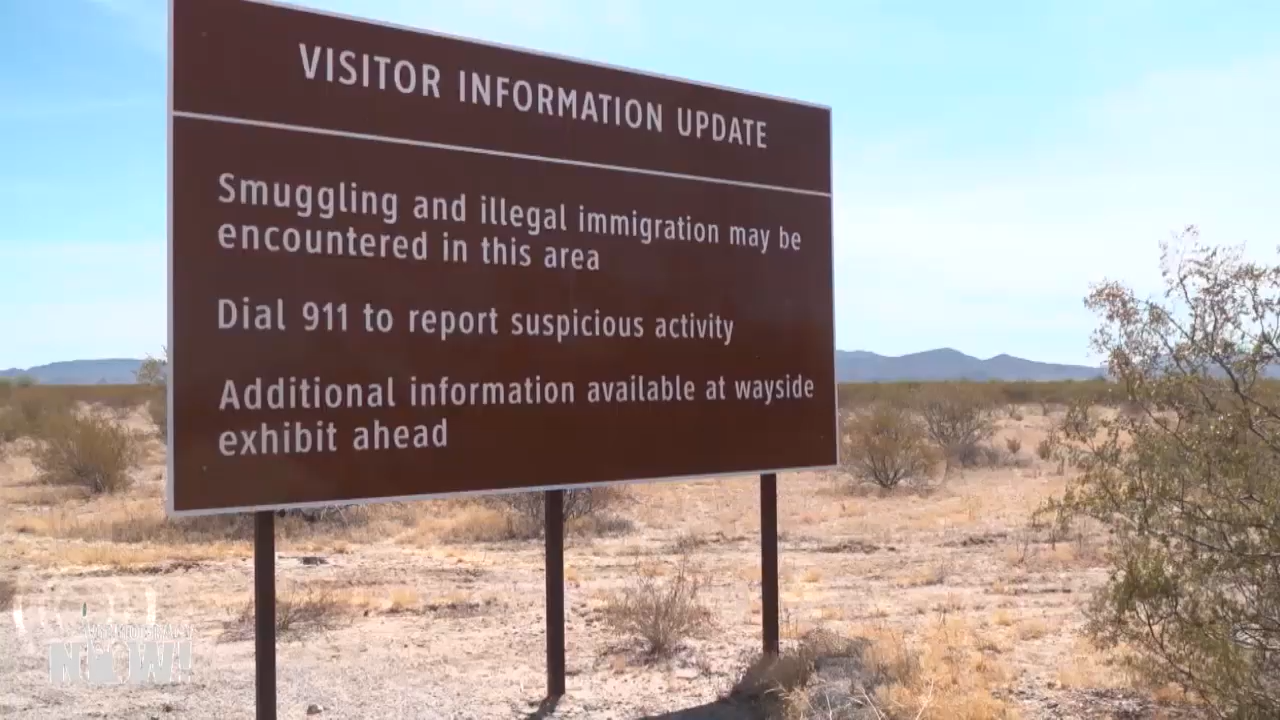 VISITOR INFORMATION UPDATE
Smuggling and illegal immigration may be
encountered in this area
Dial 911 to report suspicious activity
Additional information available at wayside
exhibit ahead
NOW!